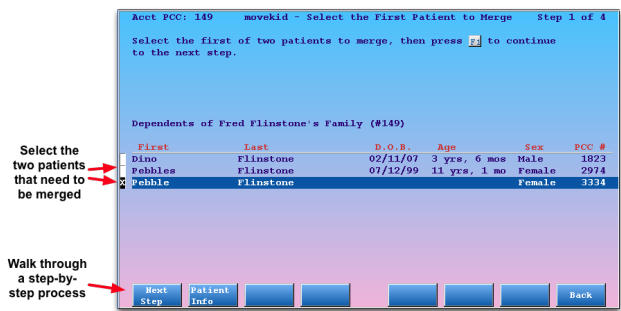 Acct PCC: 149 movekid - Select the First Patient to Merge Step 1 of 4
Select the first of two patients to merge, then press F1 to continue
to the next step.
Dependents of Fred Flinstone's Family (#149)
First Last D.O.B. Age Sex PCC #
Dino Flinstone 02/11/07 3 yrs, 6 mos Male 1823
Pebbles Flinstone 07/12/99 11 yrs, 1 mo Female 2974
x Pebble Flinstone Female 3334
Select the
two patients
that need to
be merged
Walk through
a step-by-
step process
Next
Step
Patient
Info
Back